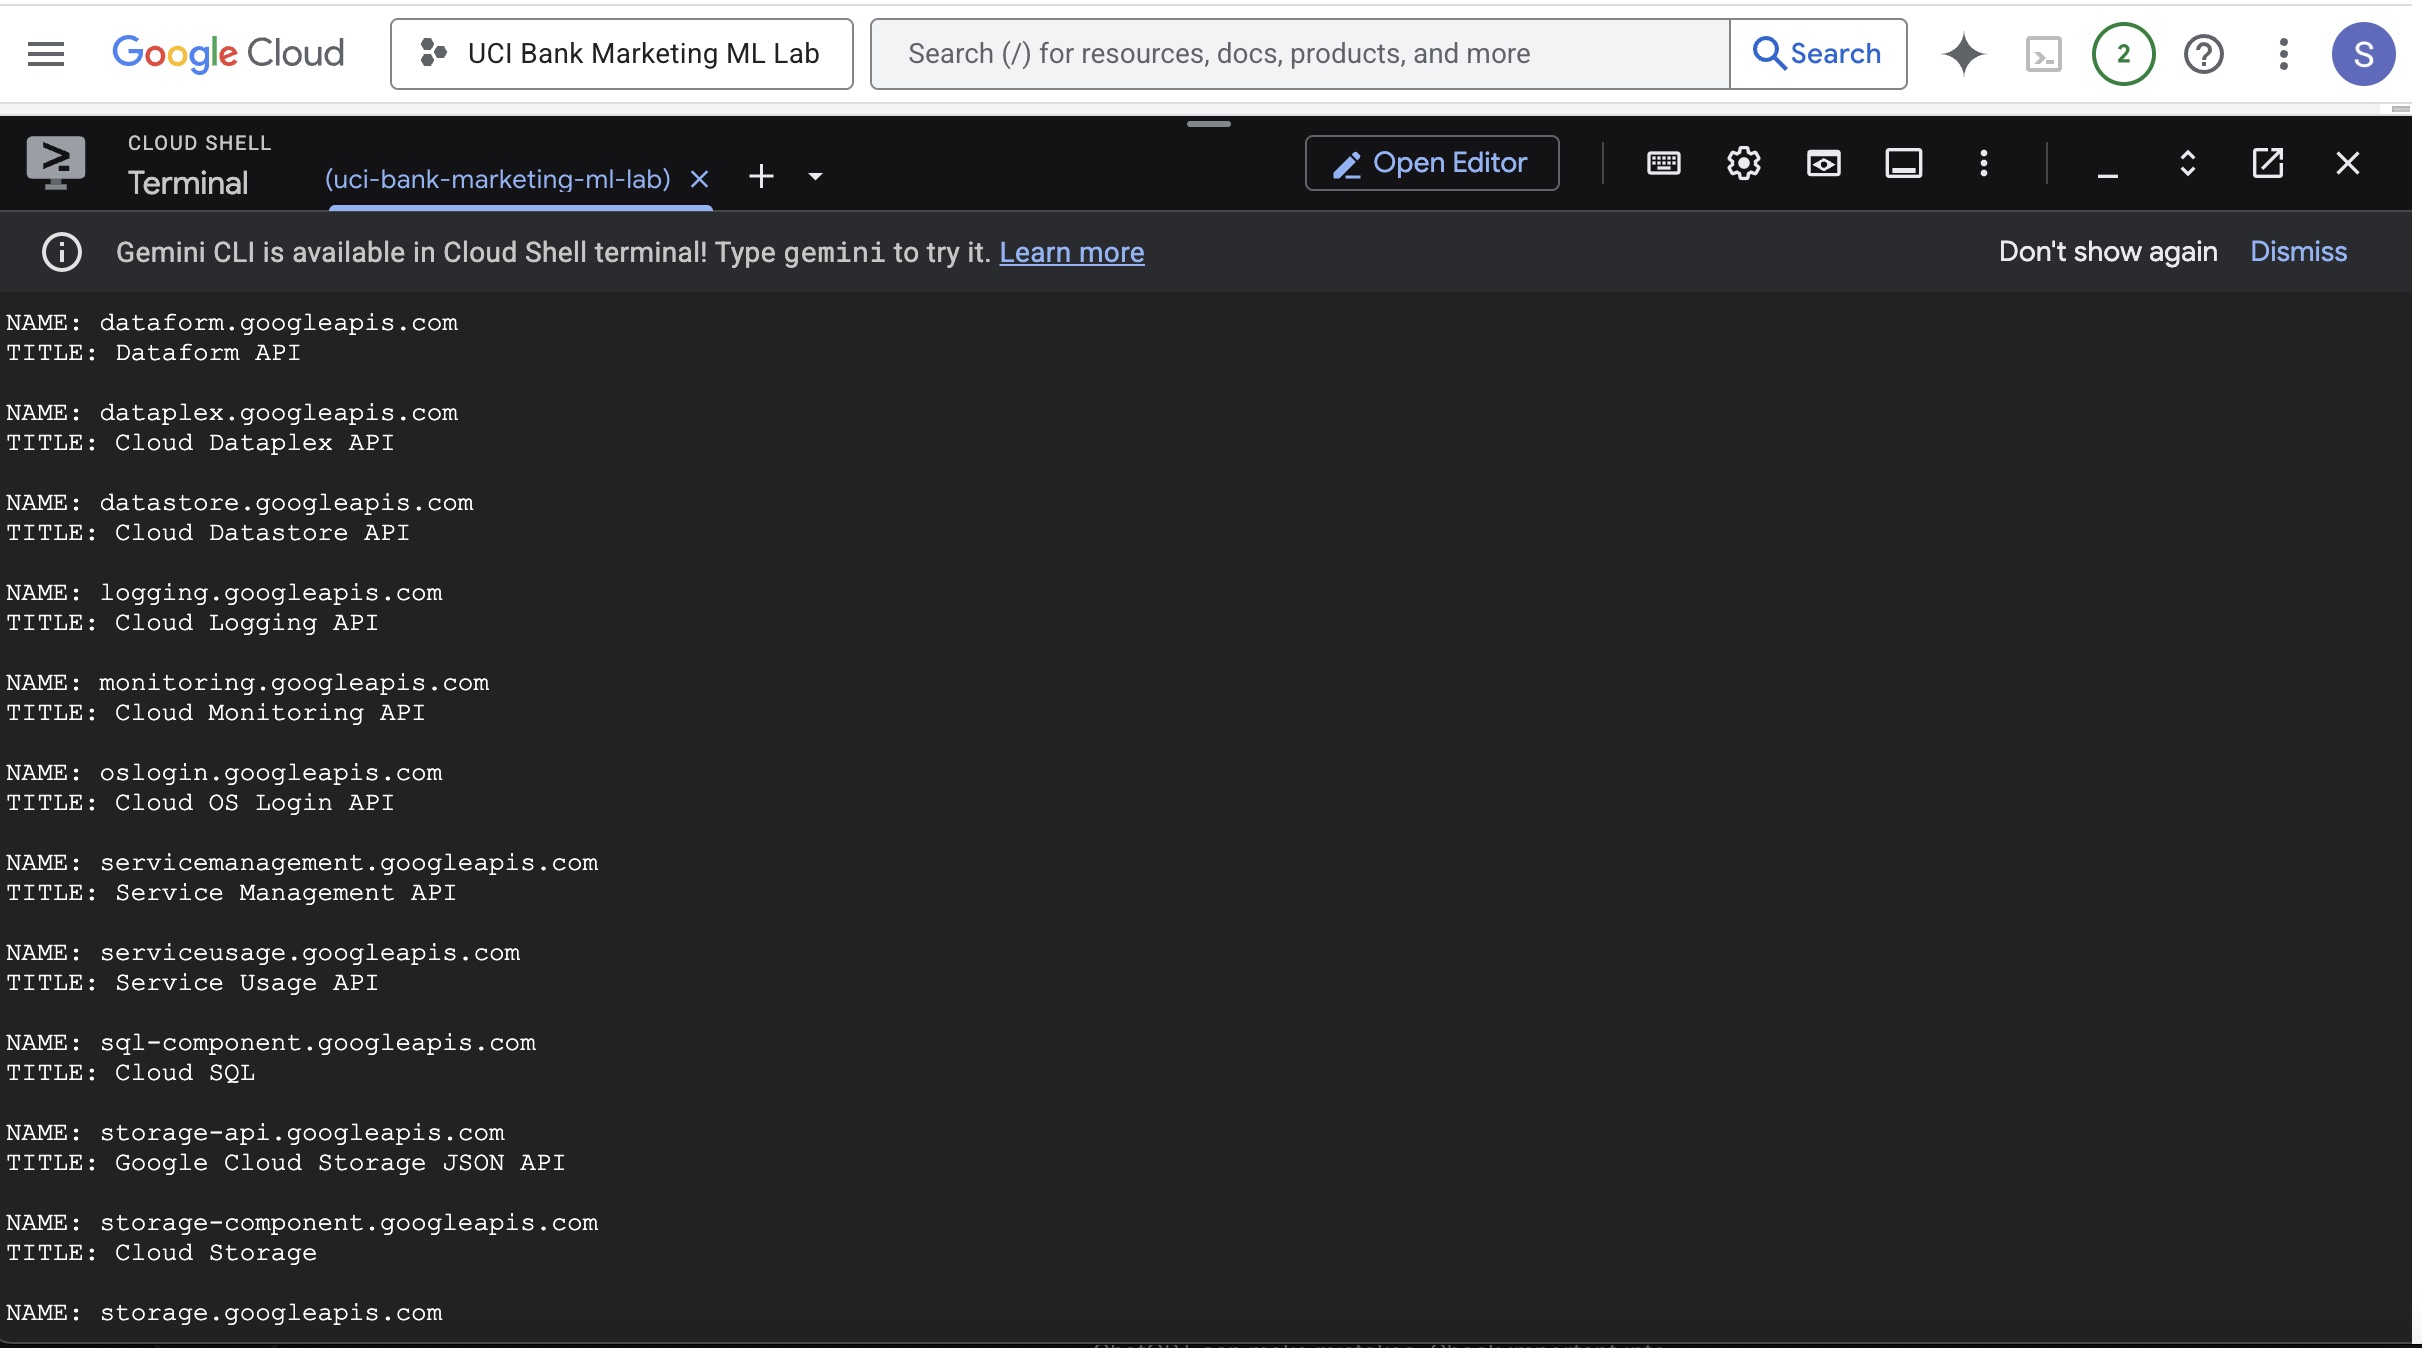 Google Cloud
UCI Bank Marketing ML Lab
Search (/) for resources, docs, products, and more
Search
2
S
CLOUD SHELL
Terminal
(uci-bank-marketing-ml-lab)
Open Editor
Gemini CLI is available in Cloud Shell terminal! Type gemini to try it. Learn more
Don't show again
Dismiss
NAME: dataform.googleapis.com
TITLE: Dataform API
NAME: dataplex.googleapis.com
TITLE: Cloud Dataplex API
NAME: datastore.googleapis.com
TITLE: Cloud Datastore API
NAME: logging.googleapis.com
TITLE: Cloud Logging API
NAME: monitoring.googleapis.com
TITLE: Cloud Monitoring API
NAME: oslogin.googleapis.com
TITLE: Cloud OS Login API
NAME: servicemanagement.googleapis.com
TITLE: Service Management API
NAME: serviceusage.googleapis.com
TITLE: Service Usage API
NAME: sql-component.googleapis.com
TITLE: Cloud SQL
NAME: storage-api.googleapis.com
TITLE: Google Cloud Storage JSON API
NAME: storage-component.googleapis.com
TITLE: Cloud Storage
NAME: storage.googleapis.com